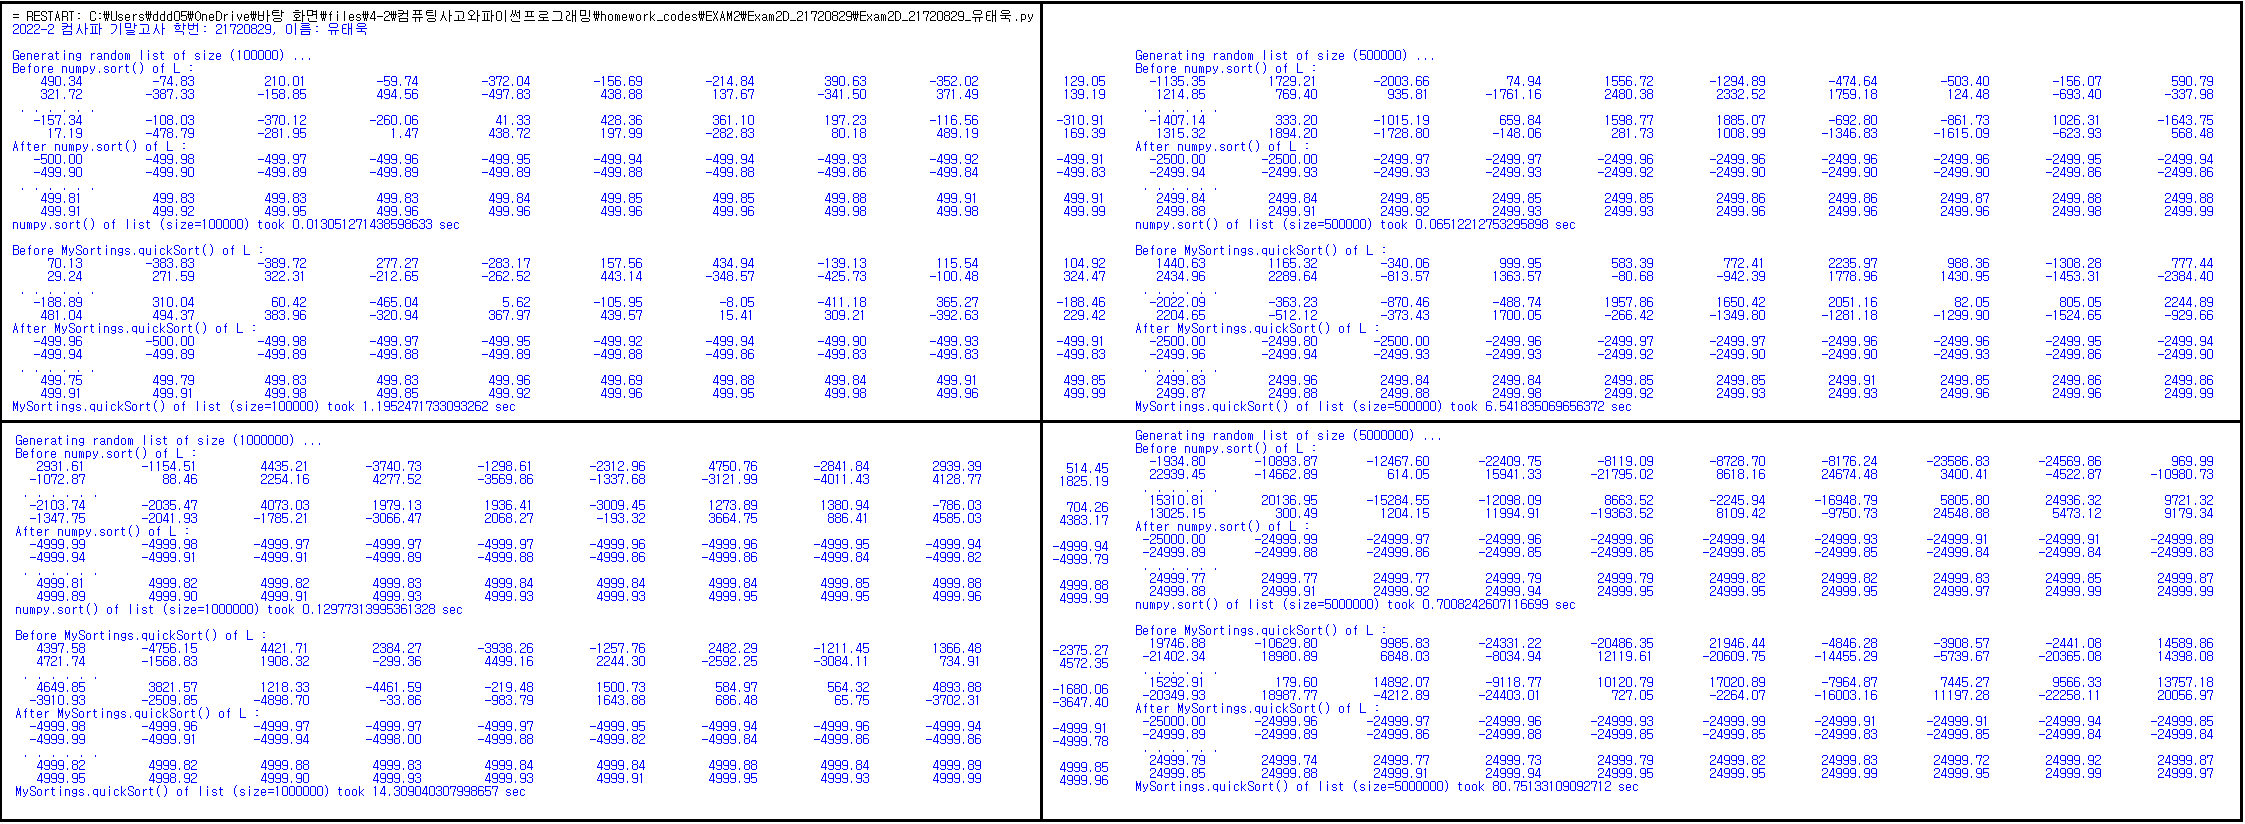 = RESTART: C:\Users\ddd05\OneDrive\바탕 화면\files\4-2\컴퓨팅사고와파이썬프로그래밍\homework_codes\EXAM2\Exam2D_21720829\Exam2D_21720829_유태욱.py
2022-2 컴사파 기말고사 학번: 21720829, 이름: 유태욱
Generating random list of size (100000) ...
Before numpy.sort() of L :
490.34 -74.83 210.01 -59.74 -372.04 -156.69 -214.84 390.63 -352.02 129.05
321.72 -387.33 -158.85 494.56 -497.83 438.88 137.67 -341.50 371.49 139.19
. . . . . .
-157.34 -108.03 -370.12 -260.06 41.33 428.36 361.10 197.23 -116.56 -310.91
17.19 -478.79 -281.95 1.47 438.72 197.99 -282.83 80.18 489.19 169.39
After numpy.sort() of L :
-500.00 -499.98 -499.97 -499.96 -499.95 -499.94 -499.94 -499.93 -499.92 -499.91
-499.90 -499.90 -499.89 -499.89 -499.89 -499.88 -499.88 -499.86 -499.84 -499.83
. . . . . .
499.81 499.83 499.83 499.83 499.84 499.85 499.85 499.88 499.91 499.91
499.91 499.92 499.95 499.96 499.96 499.96 499.96 499.98 499.98 499.99
numpy.sort() of list (size=100000) took 0.013051271438598633 sec
Before MySortings.quickSort() of L :
70.13 -383.83 -389.72 277.27 -283.17 157.56 434.94 -139.13 115.54 104.92
29.24 271.59 322.31 -212.65 -262.52 443.14 -348.57 -425.73 -100.48 324.47
. . . . . .
-188.89 310.04 60.42 -465.04 5.62 -105.95 -8.05 -411.18 365.27 -188.46
481.04 494.37 383.96 -320.94 367.97 439.57 15.41 309.21 -392.63 229.42
After MySortings.quickSort() of L :
-499.96 -500.00 -499.98 -499.97 -499.95 -499.92 -499.94 -499.90 -499.93 -499.91
-499.94 -499.89 -499.89 -499.88 -499.89 -499.88 -499.86 -499.83 -499.83 -499.83
. . . . . .
499.75 499.79 499.83 499.83 499.96 499.69 499.88 499.84 499.91 499.85
499.91 499.91 499.98 499.85 499.92 499.96 499.95 499.98 499.96 499.99
MySortings.quickSort() of list (size=100000) took 1.1952471733093262 sec
Generating random list of size (500000) ...
Before numpy.sort() of L :
-1135.35 1729.21 -2003.66 74.94 1556.72 -1294.89 -474.64 -503.40 -156.07 590.79
1214.85 769.40 935.81 -1761.16 2480.38 2332.52 1759.18 124.48 -693.40 -337.98
. . . . . .
-1407.14 333.20 -1015.19 659.84 1598.77 1885.07 -692.80 -861.73 1026.31 -1643.75
1315.32 1894.20 -1728.80 -148.06 281.73 1008.99 -1346.83 -1615.09 -623.93 568.48
After numpy.sort() of L :
-2500.00 -2500.00 -2499.97 -2499.97 -2499.96 -2499.96 -2499.96 -2499.96 -2499.95 -2499.94
-2499.94 -2499.93 -2499.93 -2499.93 -2499.92 -2499.90 -2499.90 -2499.90 -2499.86 -2499.86
. . . . . .
2499.84 2499.84 2499.85 2499.85 2499.85 2499.86 2499.86 2499.87 2499.88 2499.88
2499.88 2499.91 2499.92 2499.93 2499.93 2499.96 2499.96 2499.96 2499.98 2499.99
numpy.sort() of list (size=500000) took 0.06512212753295898 sec
Before MySortings.quickSort() of L :
1440.63 1165.32 -340.06 999.95 583.39 772.41 2235.97 988.36 -1308.28 777.44
2434.96 2289.64 -813.57 1363.57 -80.68 -942.39 1778.96 1430.95 -1453.31 -2384.40
. . . . . .
-2022.09 -363.23 -870.46 -488.74 1957.86 1650.42 2051.16 82.05 805.05 2244.89
2204.65 -512.12 -373.43 1700.05 -266.42 -1349.80 -1281.18 -1299.90 -1524.65 -929.66
After MySortings.quickSort() of L :
-2500.00 -2499.80 -2500.00 -2499.96 -2499.97 -2499.97 -2499.96 -2499.96 -2499.95 -2499.94
-2499.96 -2499.94 -2499.93 -2499.94 -2499.92 -2499.90 -2499.90 -2499.93 -2499.86 -2499.90
. . . . . .
2499.83 2499.96 2499.84 2499.84 2499.85 2499.85 2499.91 2499.85 2499.86 2499.86
2499.87 2499.88 2499.88 2499.98 2499.92 2499.93 2499.93 2499.96 2499.96 2499.99
MySortings.quickSort() of list (size=500000) took 6.541835069656372 sec
Generating random list of size (1000000) ...
Before numpy.sort() of L :
2931.61 -1154.51 4435.21 -3740.73 -1298.61 -2312.96 4750.76 -2841.84 2939.39 514.45
-1072.87 88.46 2254.16 4277.52 -3569.86 -1337.68 -3121.99 -4011.43 4128.77 1825.19
. . . . . .
-2103.74 -2035.47 4073.03 1979.13 1936.41 -3009.45 1273.89 1380.94 -786.03 704.26
-1347.75 -2041.93 -1785.21 -3066.47 2068.27 -193.32 3664.75 886.41 4585.03 4383.17
After numpy.sort() of L :
-4999.99 -4999.98 -4999.97 -4999.97 -4999.97 -4999.96 -4999.95 -4999.95 -4999.94 -4999.94
-4999.94 -4999.91 -4999.91 -4999.89 -4999.88 -4999.86 -4999.86 -4999.84 -4999.82 -4999.79
. . . . . .
4999.81 4999.82 4999.82 4999.83 4999.84 4999.84 4999.84 4999.85 4999.88 4999.88
4999.89 4999.90 4999.91 4999.93 4999.93 4999.95 4999.95 4999.95 4999.96 4999.99
numpy.sort() of list (size=1000000) took 0.12977313995361328 sec
Before MySortings.quickSort() of L :
4397.58 -4756.15 4421.71 2384.27 -3938.26 -1257.76 2482.29 -1211.45 1366.48 -2375.27
4721.74 -1568.83 1908.32 -299.36 4499.16 2244.30 -2592.25 -3084.11 734.91 4572.35
. . . . . .
4649.85 3821.57 1218.33 -4461.59 -219.48 1500.73 584.97 564.32 4893.88 -1680.06
-3910.93 -2509.85 -4898.70 -33.86 -983.79 1643.88 686.48 65.75 -3702.31 -3647.40
After MySortings.quickSort() of L :
-4999.98 -4999.96 -4999.97 -4999.97 -4999.95 -4999.95 -4999.94 -4999.96 -4999.94 -4999.91
-4999.99 -4999.91 -4999.94 -4998.00 -4999.88 -4999.82 -4999.84 -4999.86 -4999.86 -4999.78
. . . . . .
4999.82 4999.82 4999.88 4999.83 4999.84 4999.84 4999.88 4999.84 4999.89 4999.85
4999.95 4998.92 4999.90 4999.93 4999.93 4999.91 4999.95 4999.93 4999.99 4999.96
MySortings.quickSort() of list (size=1000000) took 14.309040307998657 sec
Generating random list of size (5000000) ...
Before numpy.sort() of L :
-1934.80 -10893.87 -12467.60 -22409.75 -8119.09 -8728.70 -8176.24 -23586.83 -24569.86 969.99
22939.45 -14662.89 614.05 15941.33 -21795.02 8618.16 24674.48 3400.41 -4522.87 -10980.73
. . . . . .
15310.81 20136.95 -15284.55 -12098.09 8663.52 -2245.94 -16948.79 5805.80 24936.32 9721.32
13025.15 300.49 1204.15 11994.91 -19363.52 8109.42 -9750.73 24548.88 5473.12 9179.34
After numpy.sort() of L :
-25000.00 -24999.99 -24999.97 -24999.96 -24999.96 -24999.94 -24999.93 -24999.91 -24999.91 -24999.89
-24999.89 -24999.88 -24999.86 -24999.85 -24999.85 -24999.85 -24999.85 -24999.84 -24999.84 -24999.83
. . . . . .
24999.77 24999.77 24999.77 24999.79 24999.79 24999.82 24999.82 24999.83 24999.85 24999.87
24999.88 24999.91 24999.92 24999.94 24999.95 24999.95 24999.95 24999.97 24999.99 24999.99
numpy.sort() of list (size=5000000) took 0.7008242607116699 sec
Before MySortings.quickSort() of L :
19746.88 -10629.80 9985.83 -24331.22 -20486.35 21946.44 -4846.28 -3908.57 -2441.08 14589.86
-21402.34 18980.89 6848.03 -8034.94 12119.61 -20609.75 -14455.29 -5739.67 -20365.08 14398.08
. . . . . .
15292.91 179.60 14892.07 -9118.77 10120.79 17020.89 -7964.87 7445.27 9566.33 13757.18
-20349.93 18987.77 -4212.89 -24403.01 727.05 -2264.07 -16003.16 11197.28 -22258.11 20056.97
After MySortings.quickSort() of L :
-25000.00 -24999.96 -24999.97 -24999.96 -24999.93 -24999.99 -24999.91 -24999.91 -24999.94 -24999.85
-24999.89 -24999.89 -24999.86 -24999.88 -24999.85 -24999.85 -24999.83 -24999.85 -24999.84 -24999.84
. . . . . .
24999.79 24999.74 24999.77 24999.73 24999.79 24999.82 24999.83 24999.72 24999.92 24999.87
24999.85 24999.88 24999.91 24999.94 24999.95 24999.95 24999.99 24999.95 24999.99 24999.97
MySortings.quickSort() of list (size=5000000) took 80.75133109092712 sec